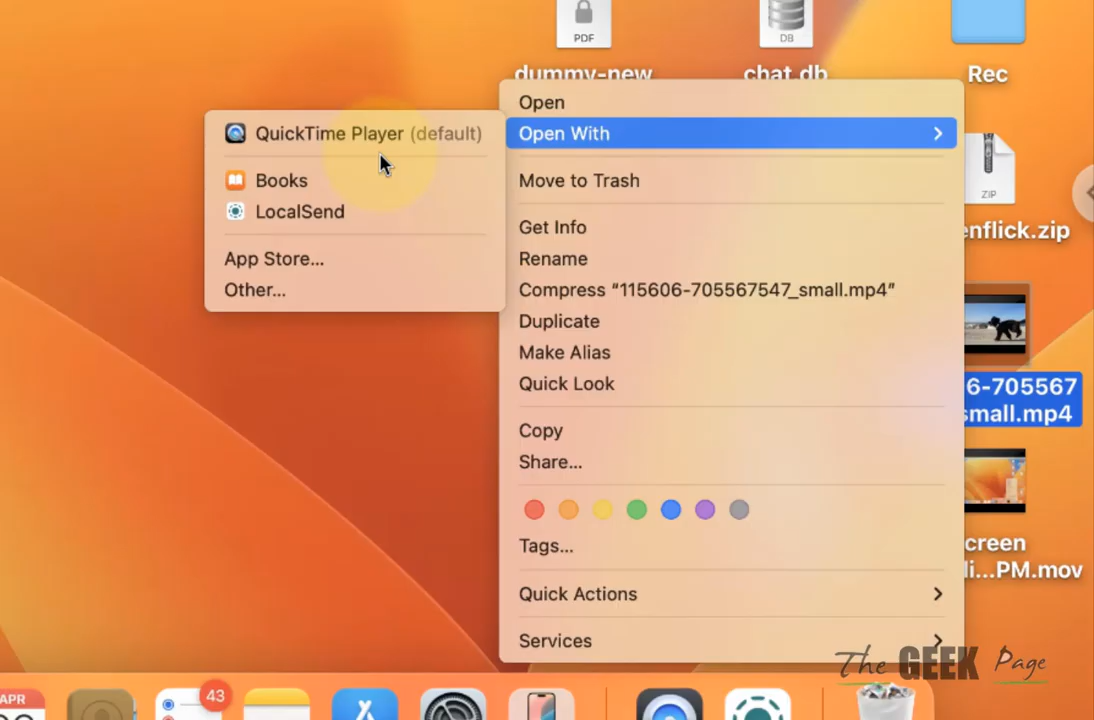 PDF
DB
dummy-new
chat.db
Rec
Open
QuickTime Player (default)
Open With
Books
Move to Trash
ZIP
LocalSend
Get Info
enflick.zip
App Store...
Rename
Other...
Compress “115606-705567547_small.mp4”
Duplicate
Make Alias
Quick Look
6-705567
small.mp4
Copy
Share...
Tags...
creen
li...PM.mov
Quick Actions
Services
The GEEK Page
APR
43